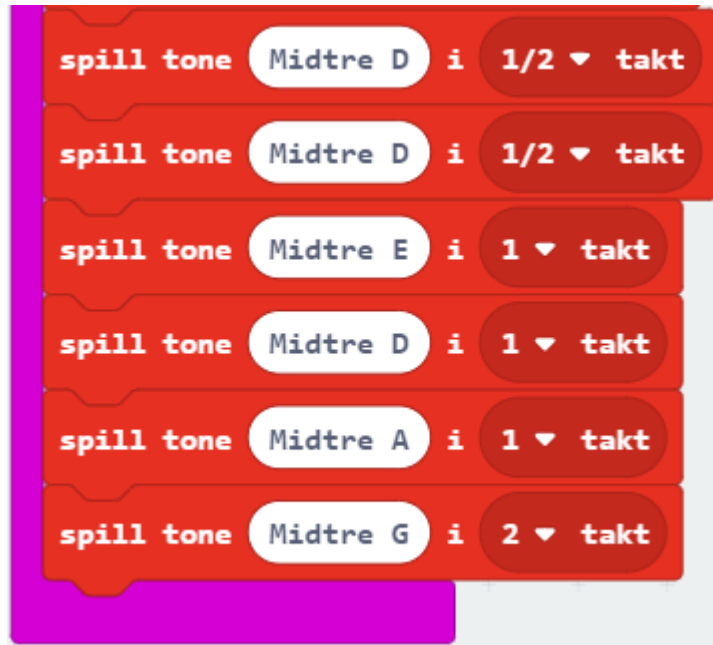 spill tone Midtre D i 1/2 takt
spill tone Midtre D i 1/2 takt
spill tone Midtre E i 1 takt
spill tone Midtre D i 1 takt
spill tone Midtre A i 1 takt
spill tone Midtre G i 2 takt